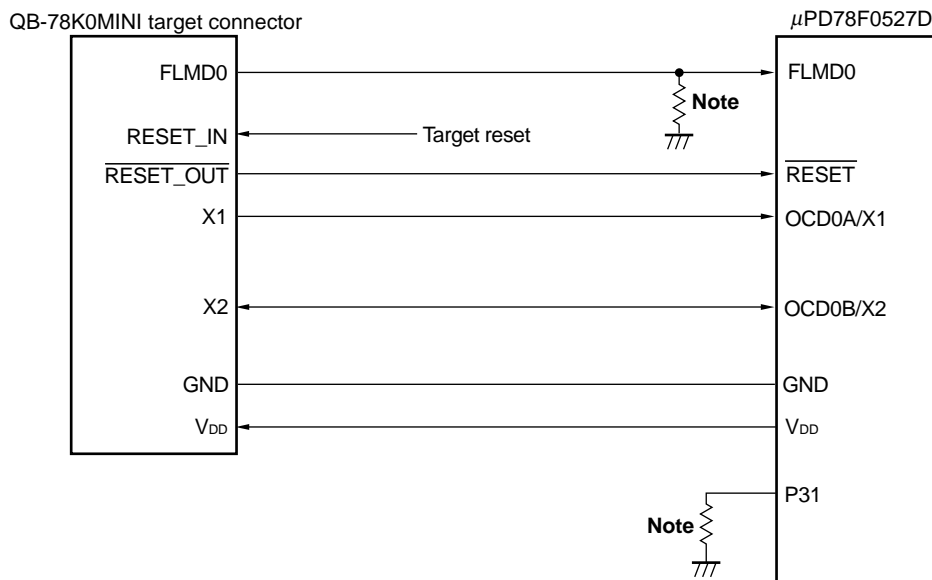 QB-78K0MINI target connector
μPD78F0527D
FLMD0
FLMD0
Note
RESET_IN
Target reset
RESET_OUT
RESET
X1
OCD0A/X1
X2
OCD0B/X2
GND
GND
VDD
VDD
P31
Note